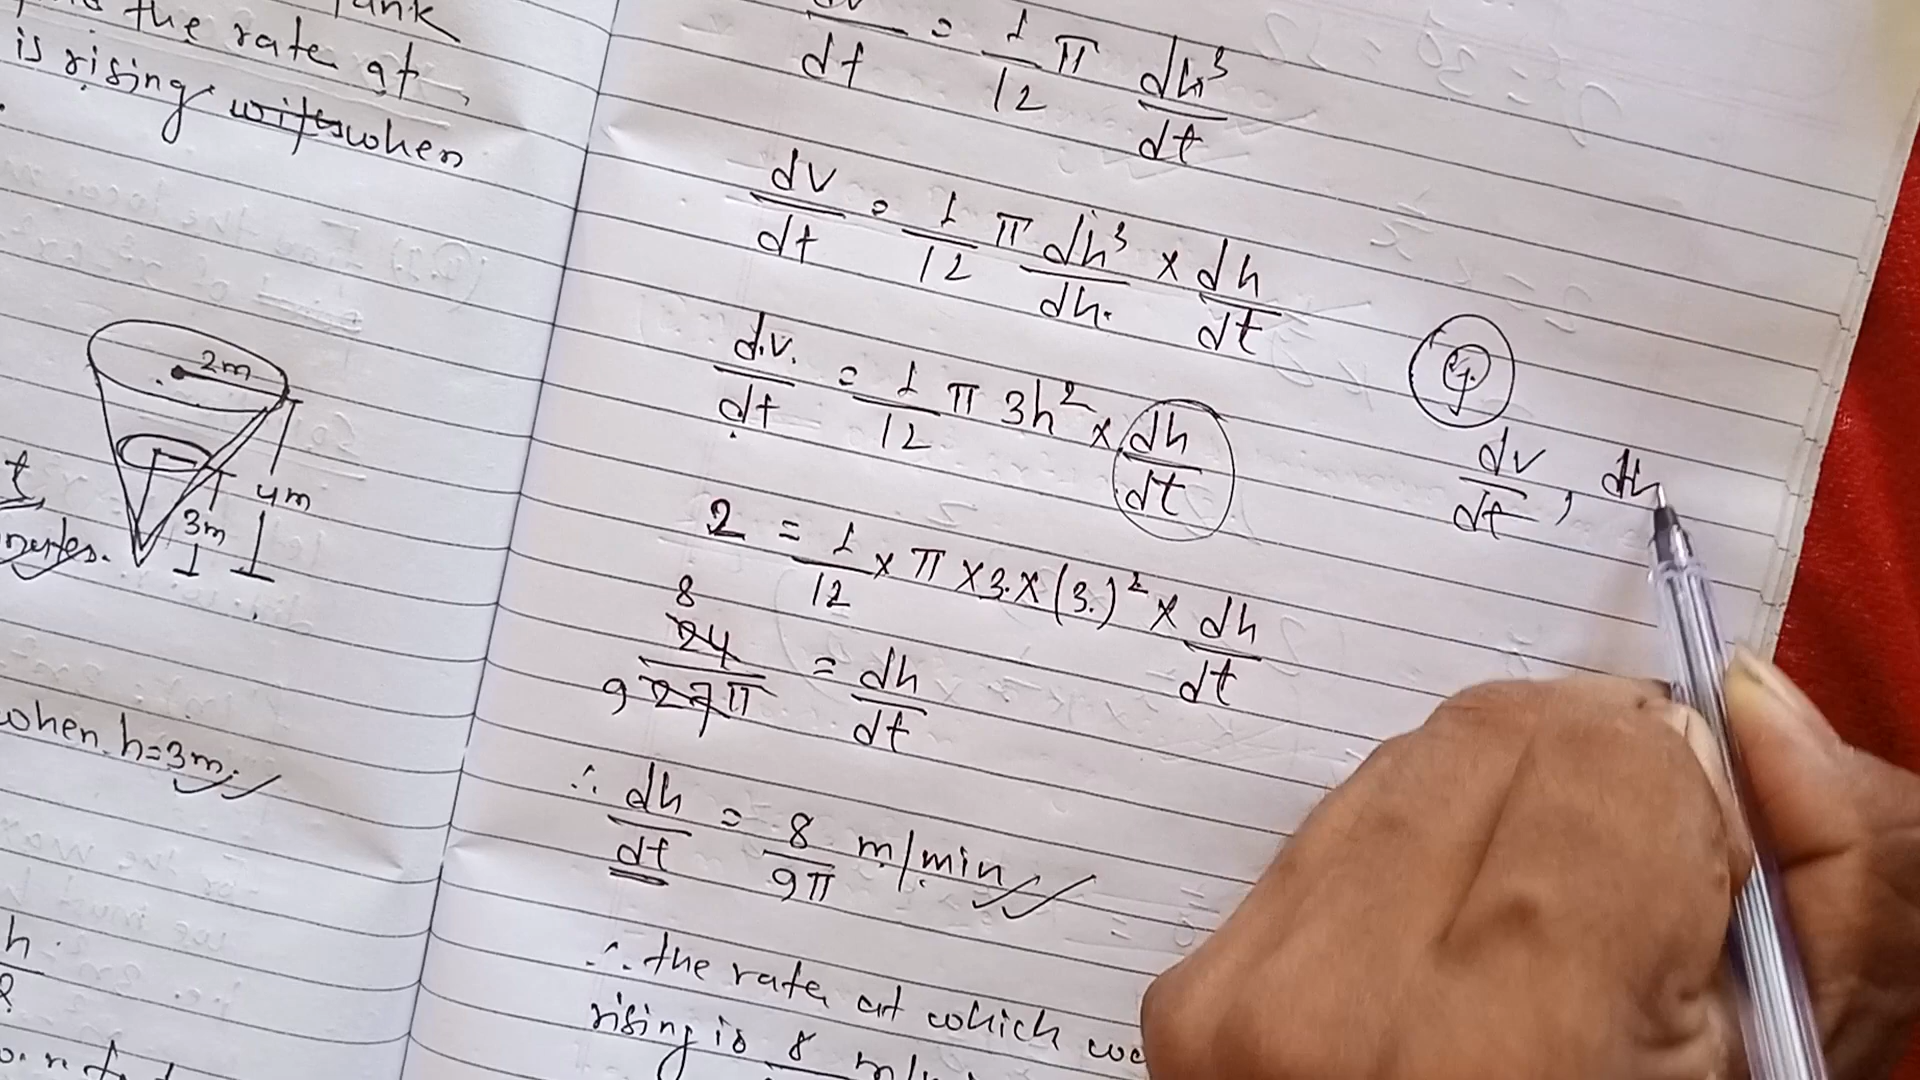 Tank
the rate at
is rising when
2m
4m
3m
t
when h=3m.
h
2
dv/dt = 1/12 π dh³/dt
dv/dt = 1/12 π dh³/dh × dh/dt
dv/dt = 1/12 π 3h² × dh/dt
2 = 1/12 × π × 3 × (3)² × dh/dt
8
24/27π = dh/dt
9
∴ dh/dt = 8/9π m/min
∴ the rate at which
rising is 8
dv/dt , dh